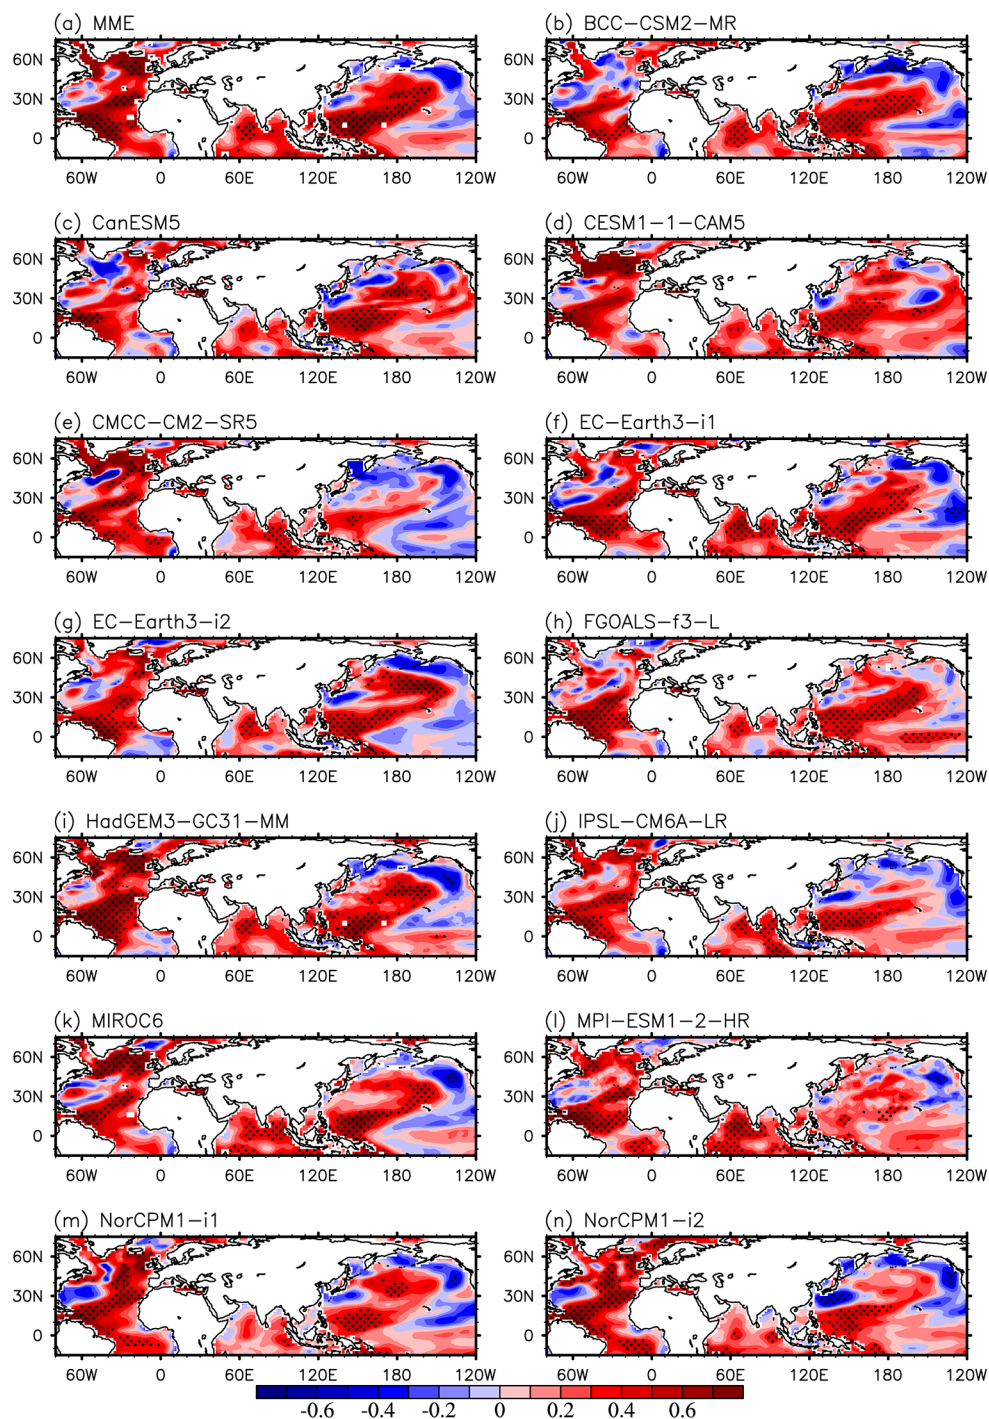 (a) MME (b) BCC-CSM2-MR
60N 60N
30N 30N
0 0
60W 0 60E 120E 180 120W 60W 0 60E 120E 180 120W
(c) CanESM5 (d) CESM1-1-CAM5
60N 60N
30N 30N
0 0
60W 0 60E 120E 180 120W 60W 0 60E 120E 180 120W
(e) CMCC-CM2-SR5 (f) EC-Earth3-i1
60N 60N
30N 30N
0 0
60W 0 60E 120E 180 120W 60W 0 60E 120E 180 120W
(g) EC-Earth3-i2 (h) FGOALS-f3-L
60N 60N
30N 30N
0 0
60W 0 60E 120E 180 120W 60W 0 60E 120E 180 120W
(i) HadGEM3-GC31-MM (j) IPSL-CM6A-LR
60N 60N
30N 30N
0 0
60W 0 60E 120E 180 120W 60W 0 60E 120E 180 120W
(k) MIROC6 (l) MPI-ESM1-2-HR
60N 60N
30N 30N
0 0
60W 0 60E 120E 180 120W 60W 0 60E 120E 180 120W
(m) NorCPM1-i1 (n) NorCPM1-i2
60N 60N
30N 30N
0 0
60W 0 60E 120E 180 120W 60W 0 60E 120E 180 120W
-0.6 -0.4 -0.2 0 0.2 0.4 0.6